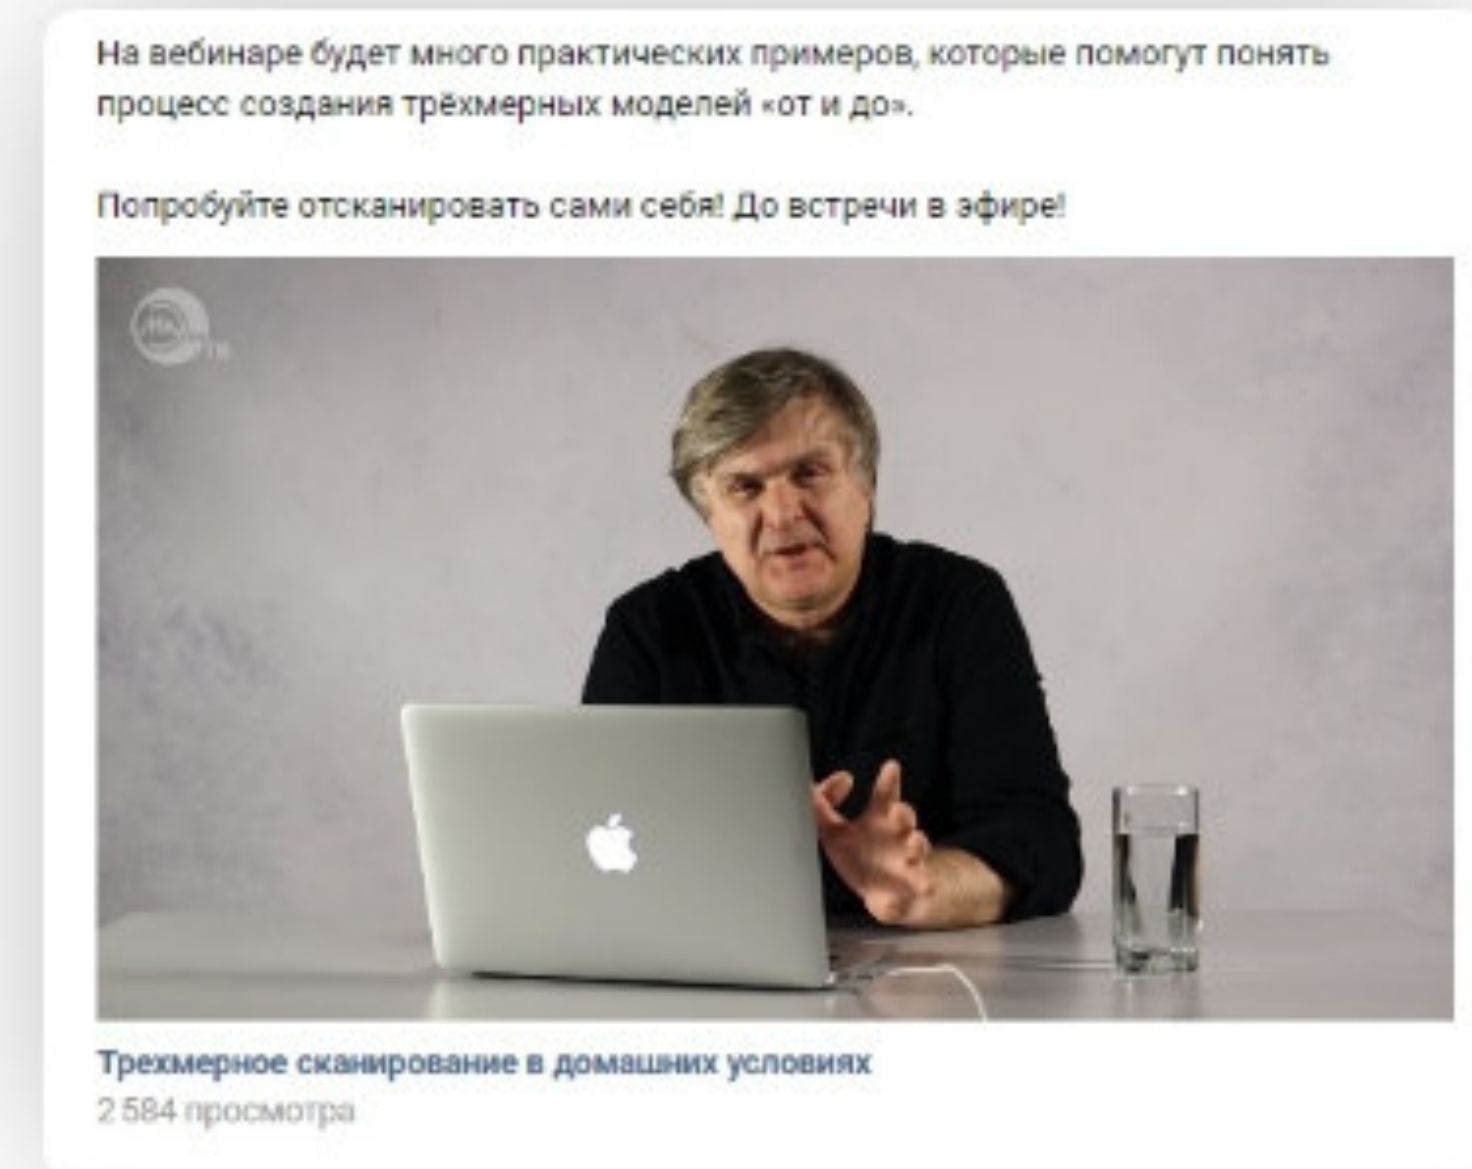 На вебинаре будет много практических примеров, которые помогут понять
процесс создания трёхмерных моделей «от и до».
Попробуйте отсканировать сами себя! До встречи в эфире!
Трехмерное сканирование в домашних условиях
2 584 просмотра